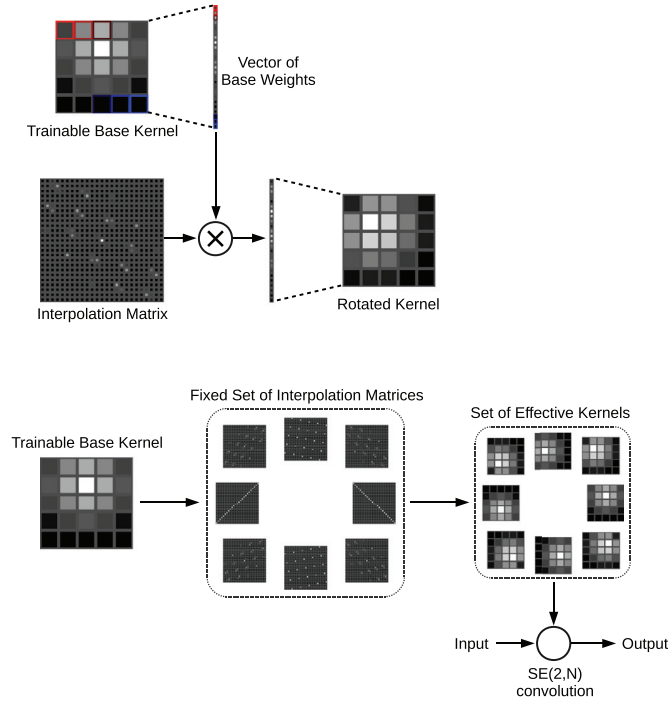 Vector of
Base Weights
Trainable Base Kernel
Interpolation Matrix
Rotated Kernel
Fixed Set of Interpolation Matrices
Set of Effective Kernels
Trainable Base Kernel
Input
Output
SE(2,N)
convolution